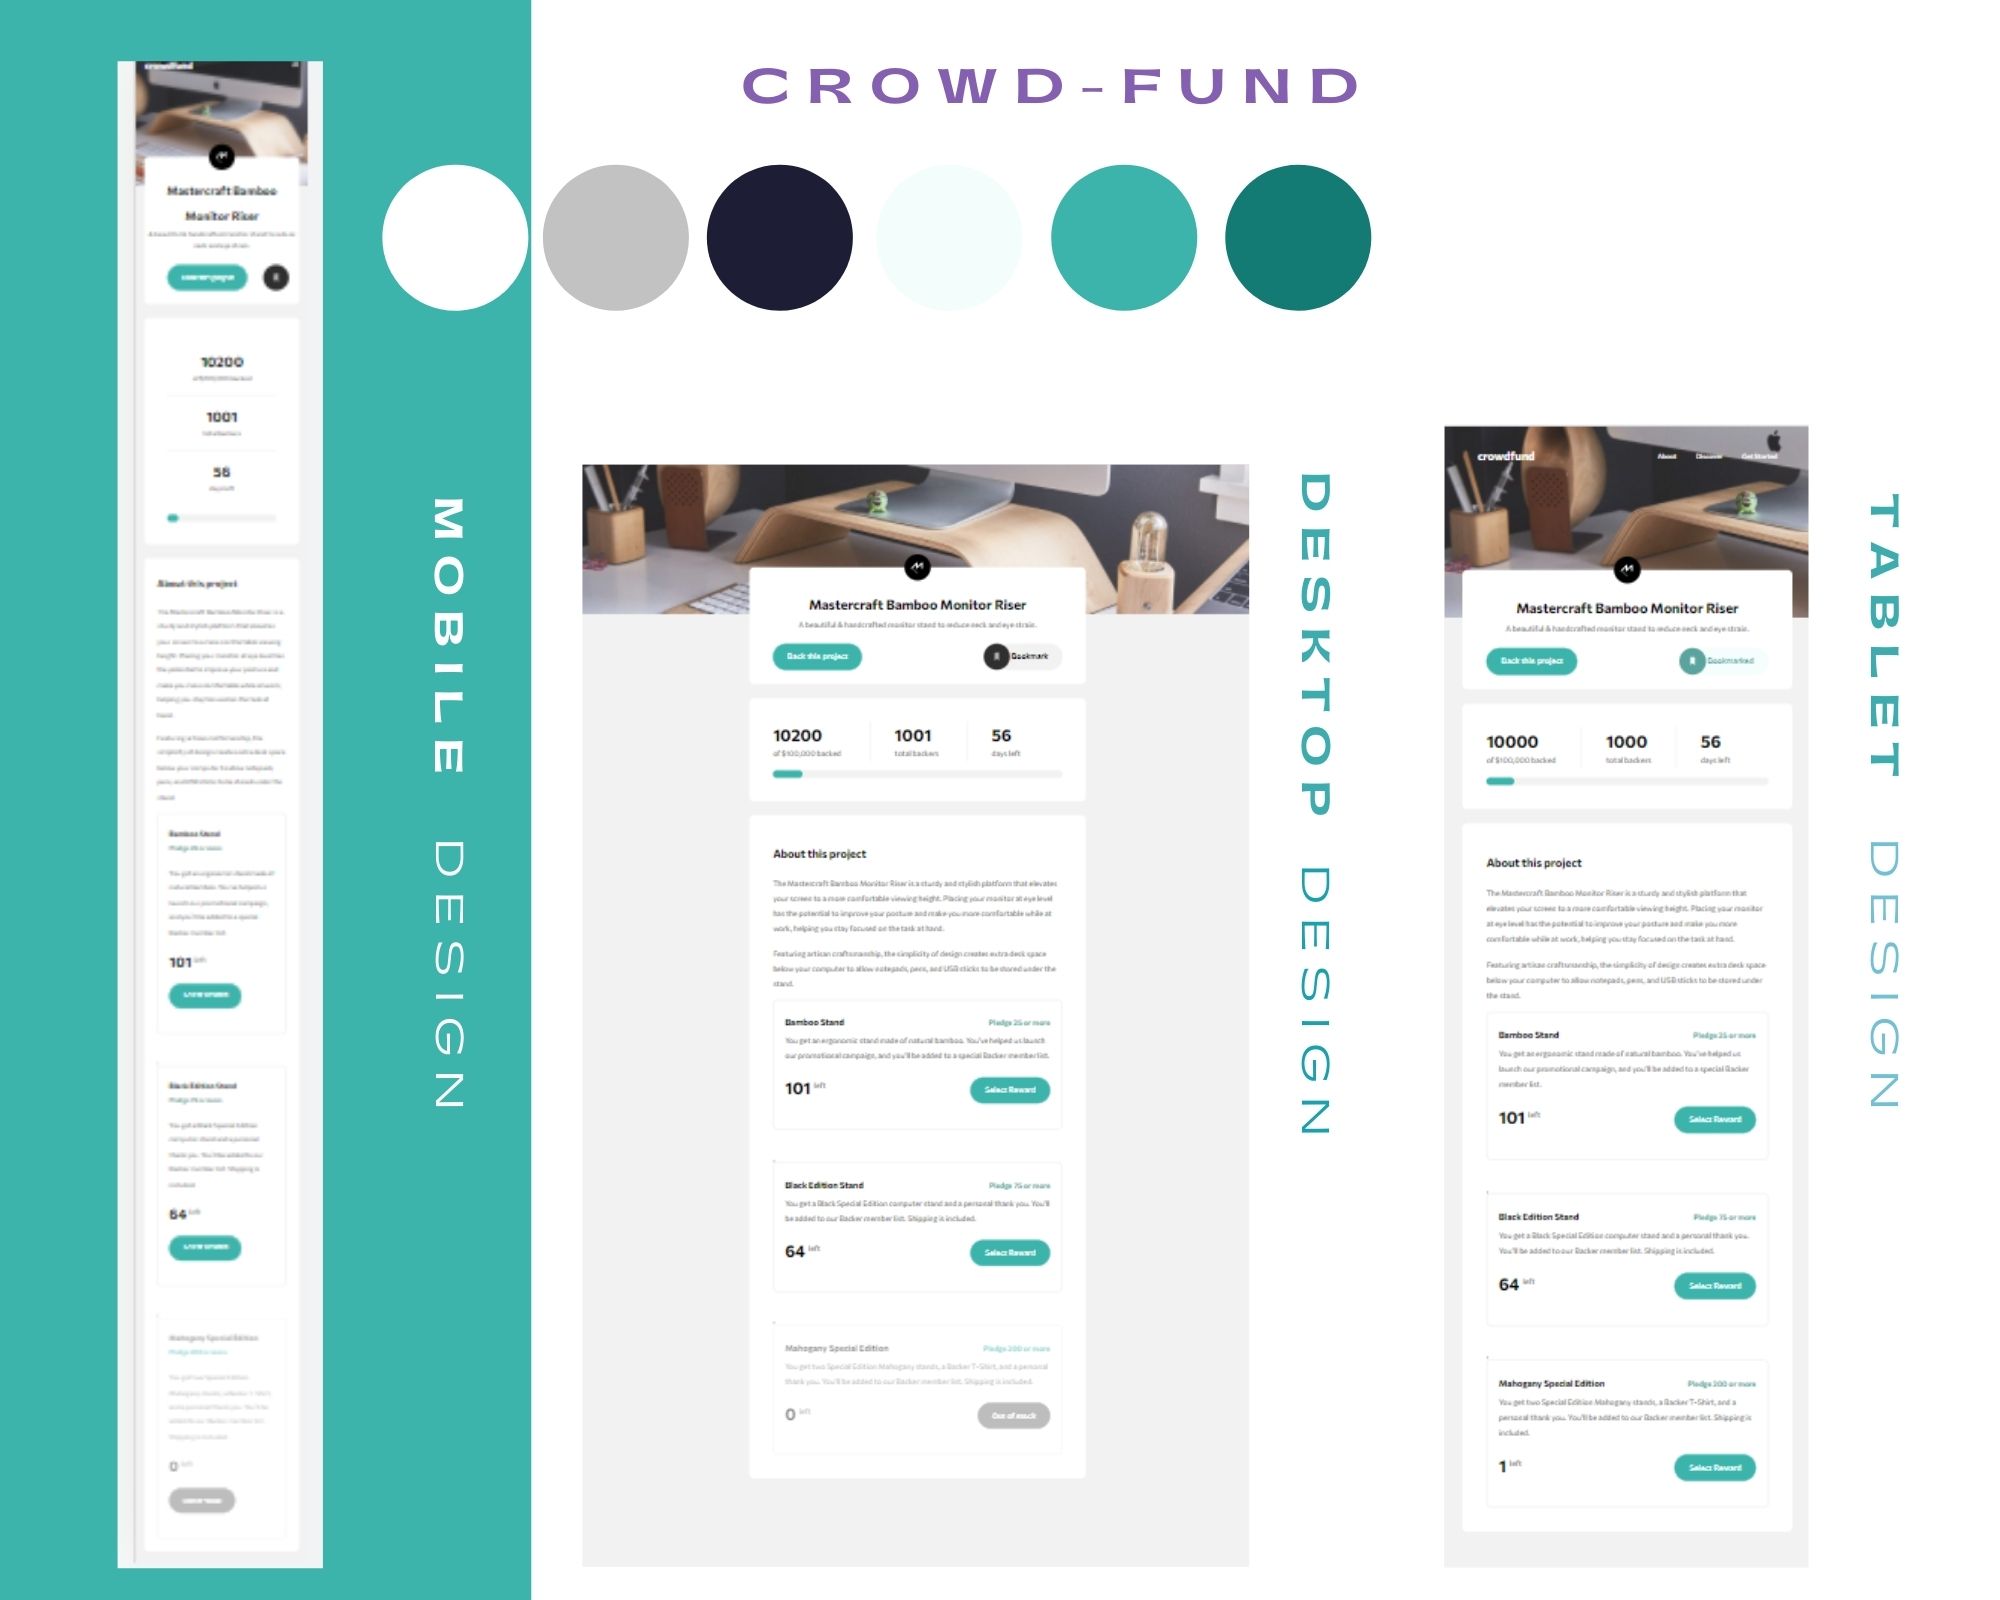 CROWD-FUND
crowdfund
Mastercraft Bamboo
Monitor Riser
10200
1001
56
days left
About this project
Bamboo Stand
101 left
Black Edition Stand
64 left
Mahogany Special Edition
0 left
MOBILE DESIGN
Mastercraft Bamboo Monitor Riser
A beautiful & handcrafted monitor stand to reduce neck and eye strain.
Back this project
Bookmark
10200
1001
56
of $100,000 backed
total backers
days left
About this project
The Mastercraft Bamboo Monitor Riser is a sturdy and stylish platform that elevates
your screen to a more comfortable viewing height. Placing your monitor at eye level
has the potential to improve your posture and make you more comfortable while at
work, helping you stay focused on the task at hand.
Featuring artisan craftsmanship, the simplicity of design creates extra desk space
below your computer to allow notepads, pens, and USB sticks to be stored under the
stand.
Bamboo Stand
Pledge 25 or more
You get an ergonomic stand made of natural bamboo. You've helped us launch
our promotional campaign, and you'll be added to a special Backer member list.
101 left
Select Reward
Black Edition Stand
Pledge 75 or more
You get a Black Special Edition computer stand and a personal thank you. You'll
be added to our Backer member list. Shipping is included.
64 left
Select Reward
Mahogany Special Edition
Pledge 200 or more
You get two Special Edition Mahogany stands, a Backer T-Shirt, and a personal
thank you. You'll be added to our Backer member list. Shipping is included.
0 left
Out of stock
DESKTOP DESIGN
crowdfund
About
Discover
Get Started
Mastercraft Bamboo Monitor Riser
A beautiful & handcrafted monitor stand to reduce neck and eye strain.
Back this project
Bookmarked
10000
1000
56
of $100,000 backed
total backers
days left
About this project
The Mastercraft Bamboo Monitor Riser is a sturdy and stylish platform that
elevates your screen to a more comfortable viewing height. Placing your monitor
at eye level has the potential to improve your posture and make you more
comfortable while at work, helping you stay focused on the task at hand.
Featuring artisan craftsmanship, the simplicity of design creates extra desk space
below your computer to allow notepads, pens, and USB sticks to be stored under
the stand.
Bamboo Stand
Pledge 25 or more
You get an ergonomic stand made of natural bamboo. You've helped us
launch our promotional campaign, and you'll be added to a special Backer
member list.
101 left
Select Reward
Black Edition Stand
Pledge 75 or more
You get a Black Special Edition computer stand and a personal thank you.
You'll be added to our Backer member list. Shipping is included.
64 left
Select Reward
Mahogany Special Edition
Pledge 200 or more
You get two Special Edition Mahogany stands, a Backer T-Shirt, and a
personal thank you. You'll be added to our Backer member list. Shipping is
included.
1 left
Select Reward
TABLET DESIGN